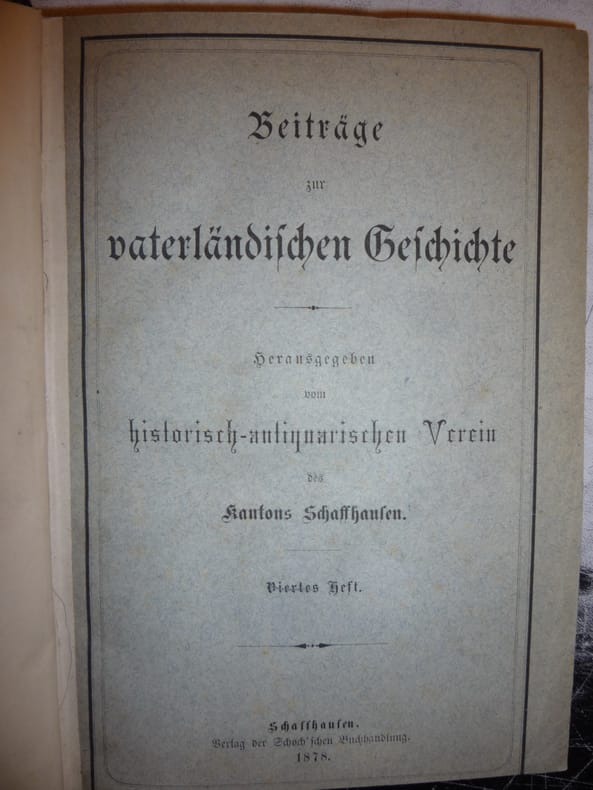 Beiträge
zur
vaterländiſchen Geſchichte
Herausgegeben
vom
historisch-antiquarischen Verein
des
Kantons Schaffhauſen.
Viertes Heft.
Schaffhauſen.
Verlag der Schoch'ſchen Buchhandlung.
1878.